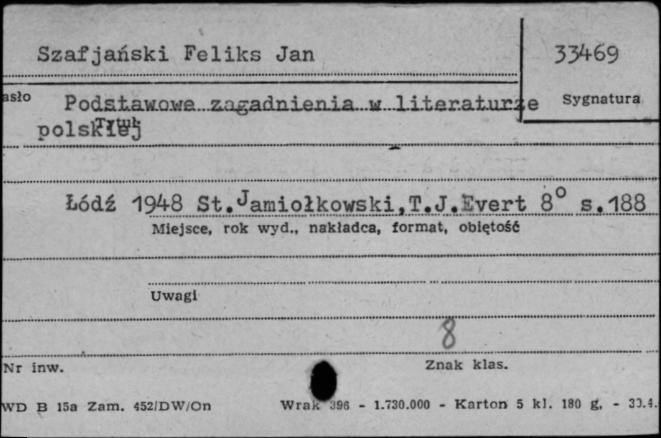 Szafjański Feliks Jan
33469
asło
Podstawowe zagadnienia w literaturze
Sygnatura
Tytuł
polskiej
Łódź 1948 St.Jamiołkowski,T.J.Evert 8° s.188
Miejsce, rok wyd., nakładca, format, objętość
Uwagi
8
Nr inw.
Znak klas.
WD B 15a Zam. 452/DW/On
Wrak 396 - 1.730.000 - Karton 5 kl. 180 g. - 30.4.